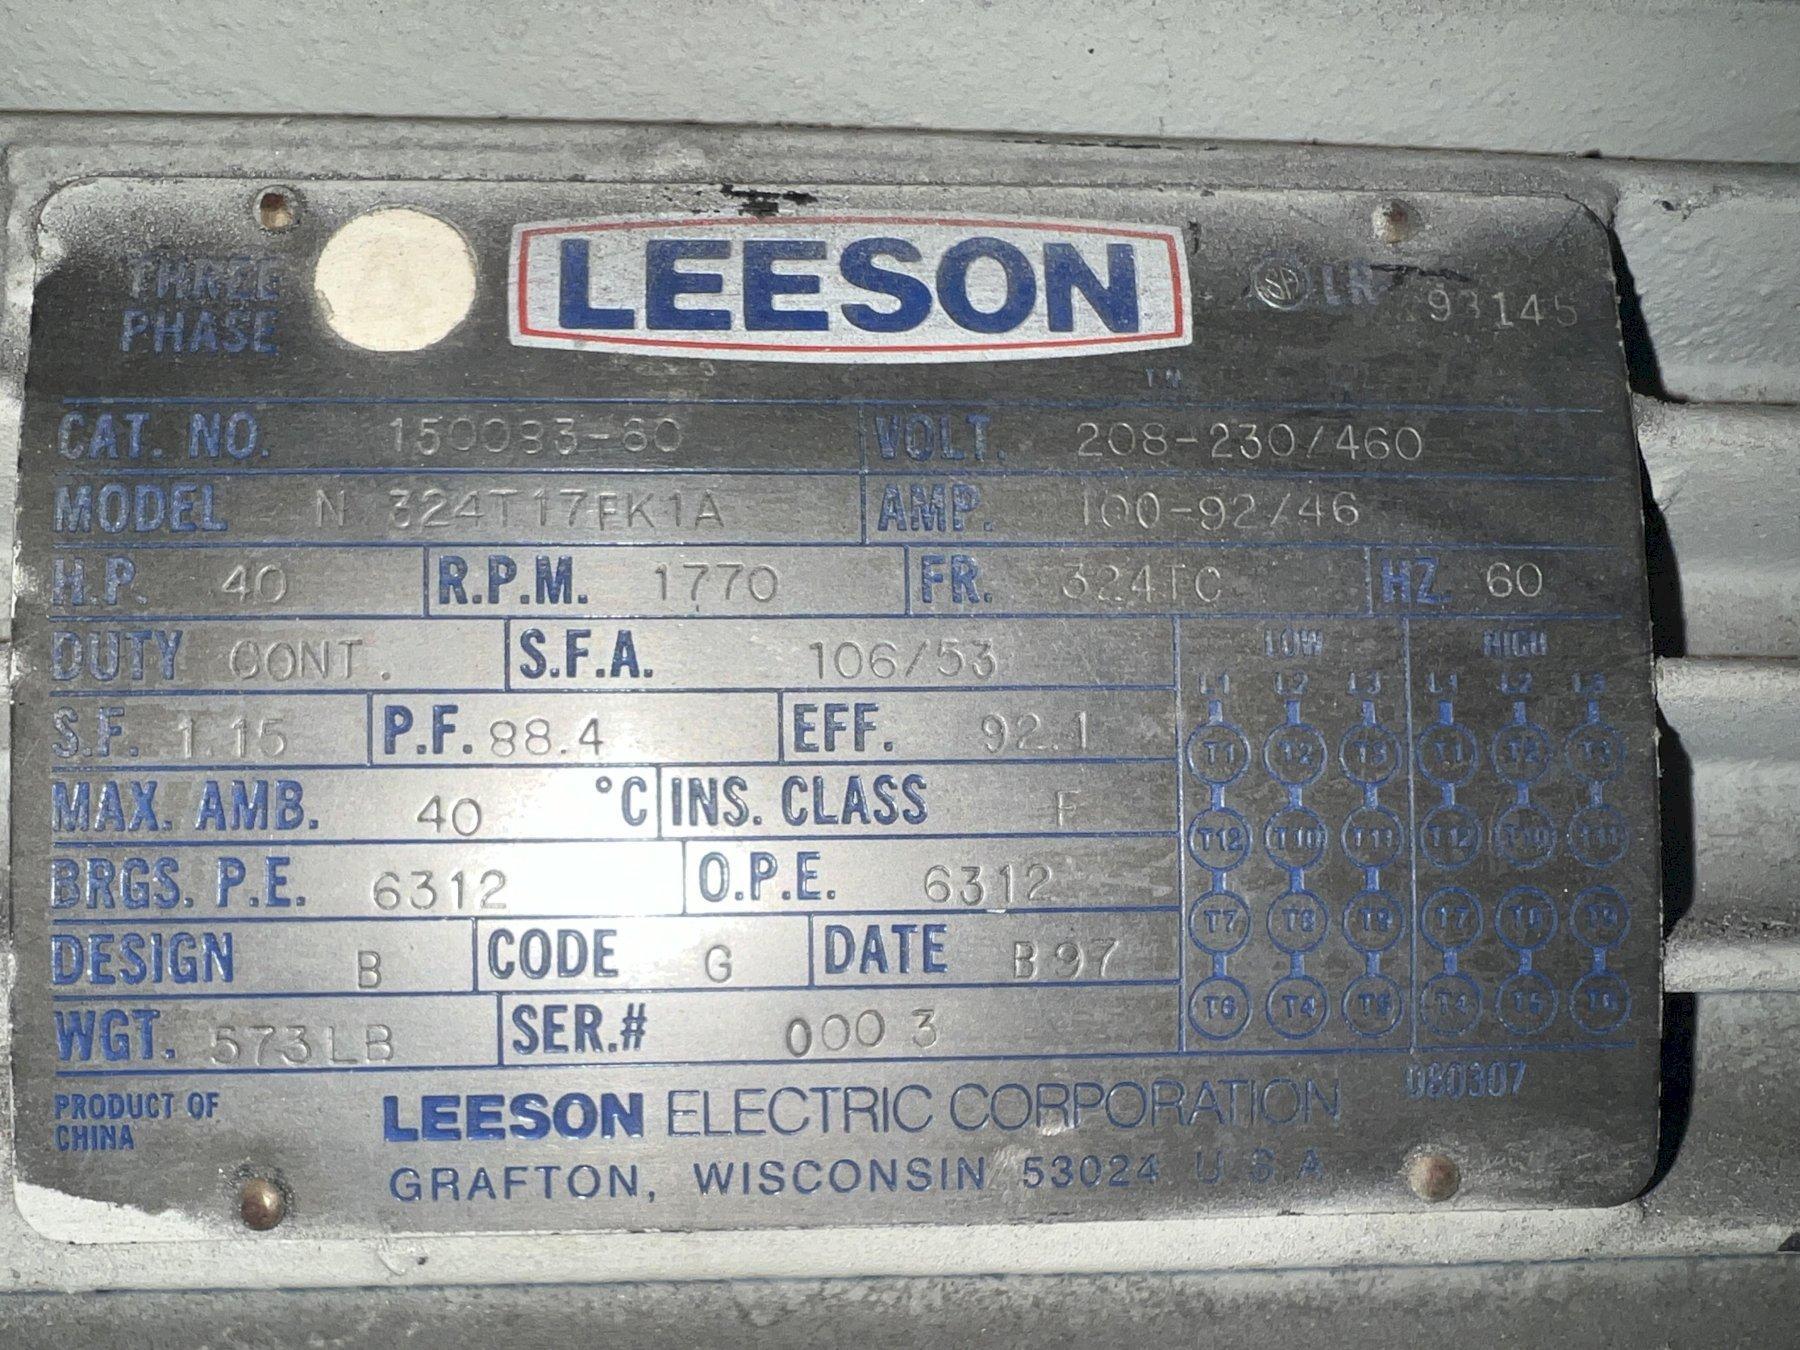 THREE
PHASE
LEESON
TM
SP LR 93145
CAT. NO. 150083-60 VOLT. 208-230/460
MODEL N 324T17FK1A AMP. 100-92/46
H.P. 40 R.P.M. 1770 FR. 324TC HZ. 60
DUTY CONT. S.F.A. 106/53
S.F. 1.15 P.F. 88.4 EFF. 92.1
MAX. AMB. 40 °C INS. CLASS F
BRGS. P.E. 6312 O.P.E. 6312
DESIGN B CODE G DATE B97
WGT. 573LB SER.# 0003
LOW HIGH
L1 L2 L3 L1 L2 L3
T1 T2 T3 T1 T2 T3
T12 T10 T11 T12 T10 T11
T7 T8 T9 T7 T8 T9
T6 T4 T5 T4 T5 T6
080307
PRODUCT OF
CHINA
LEESON ELECTRIC CORPORATION
GRAFTON, WISCONSIN 53024 U S A